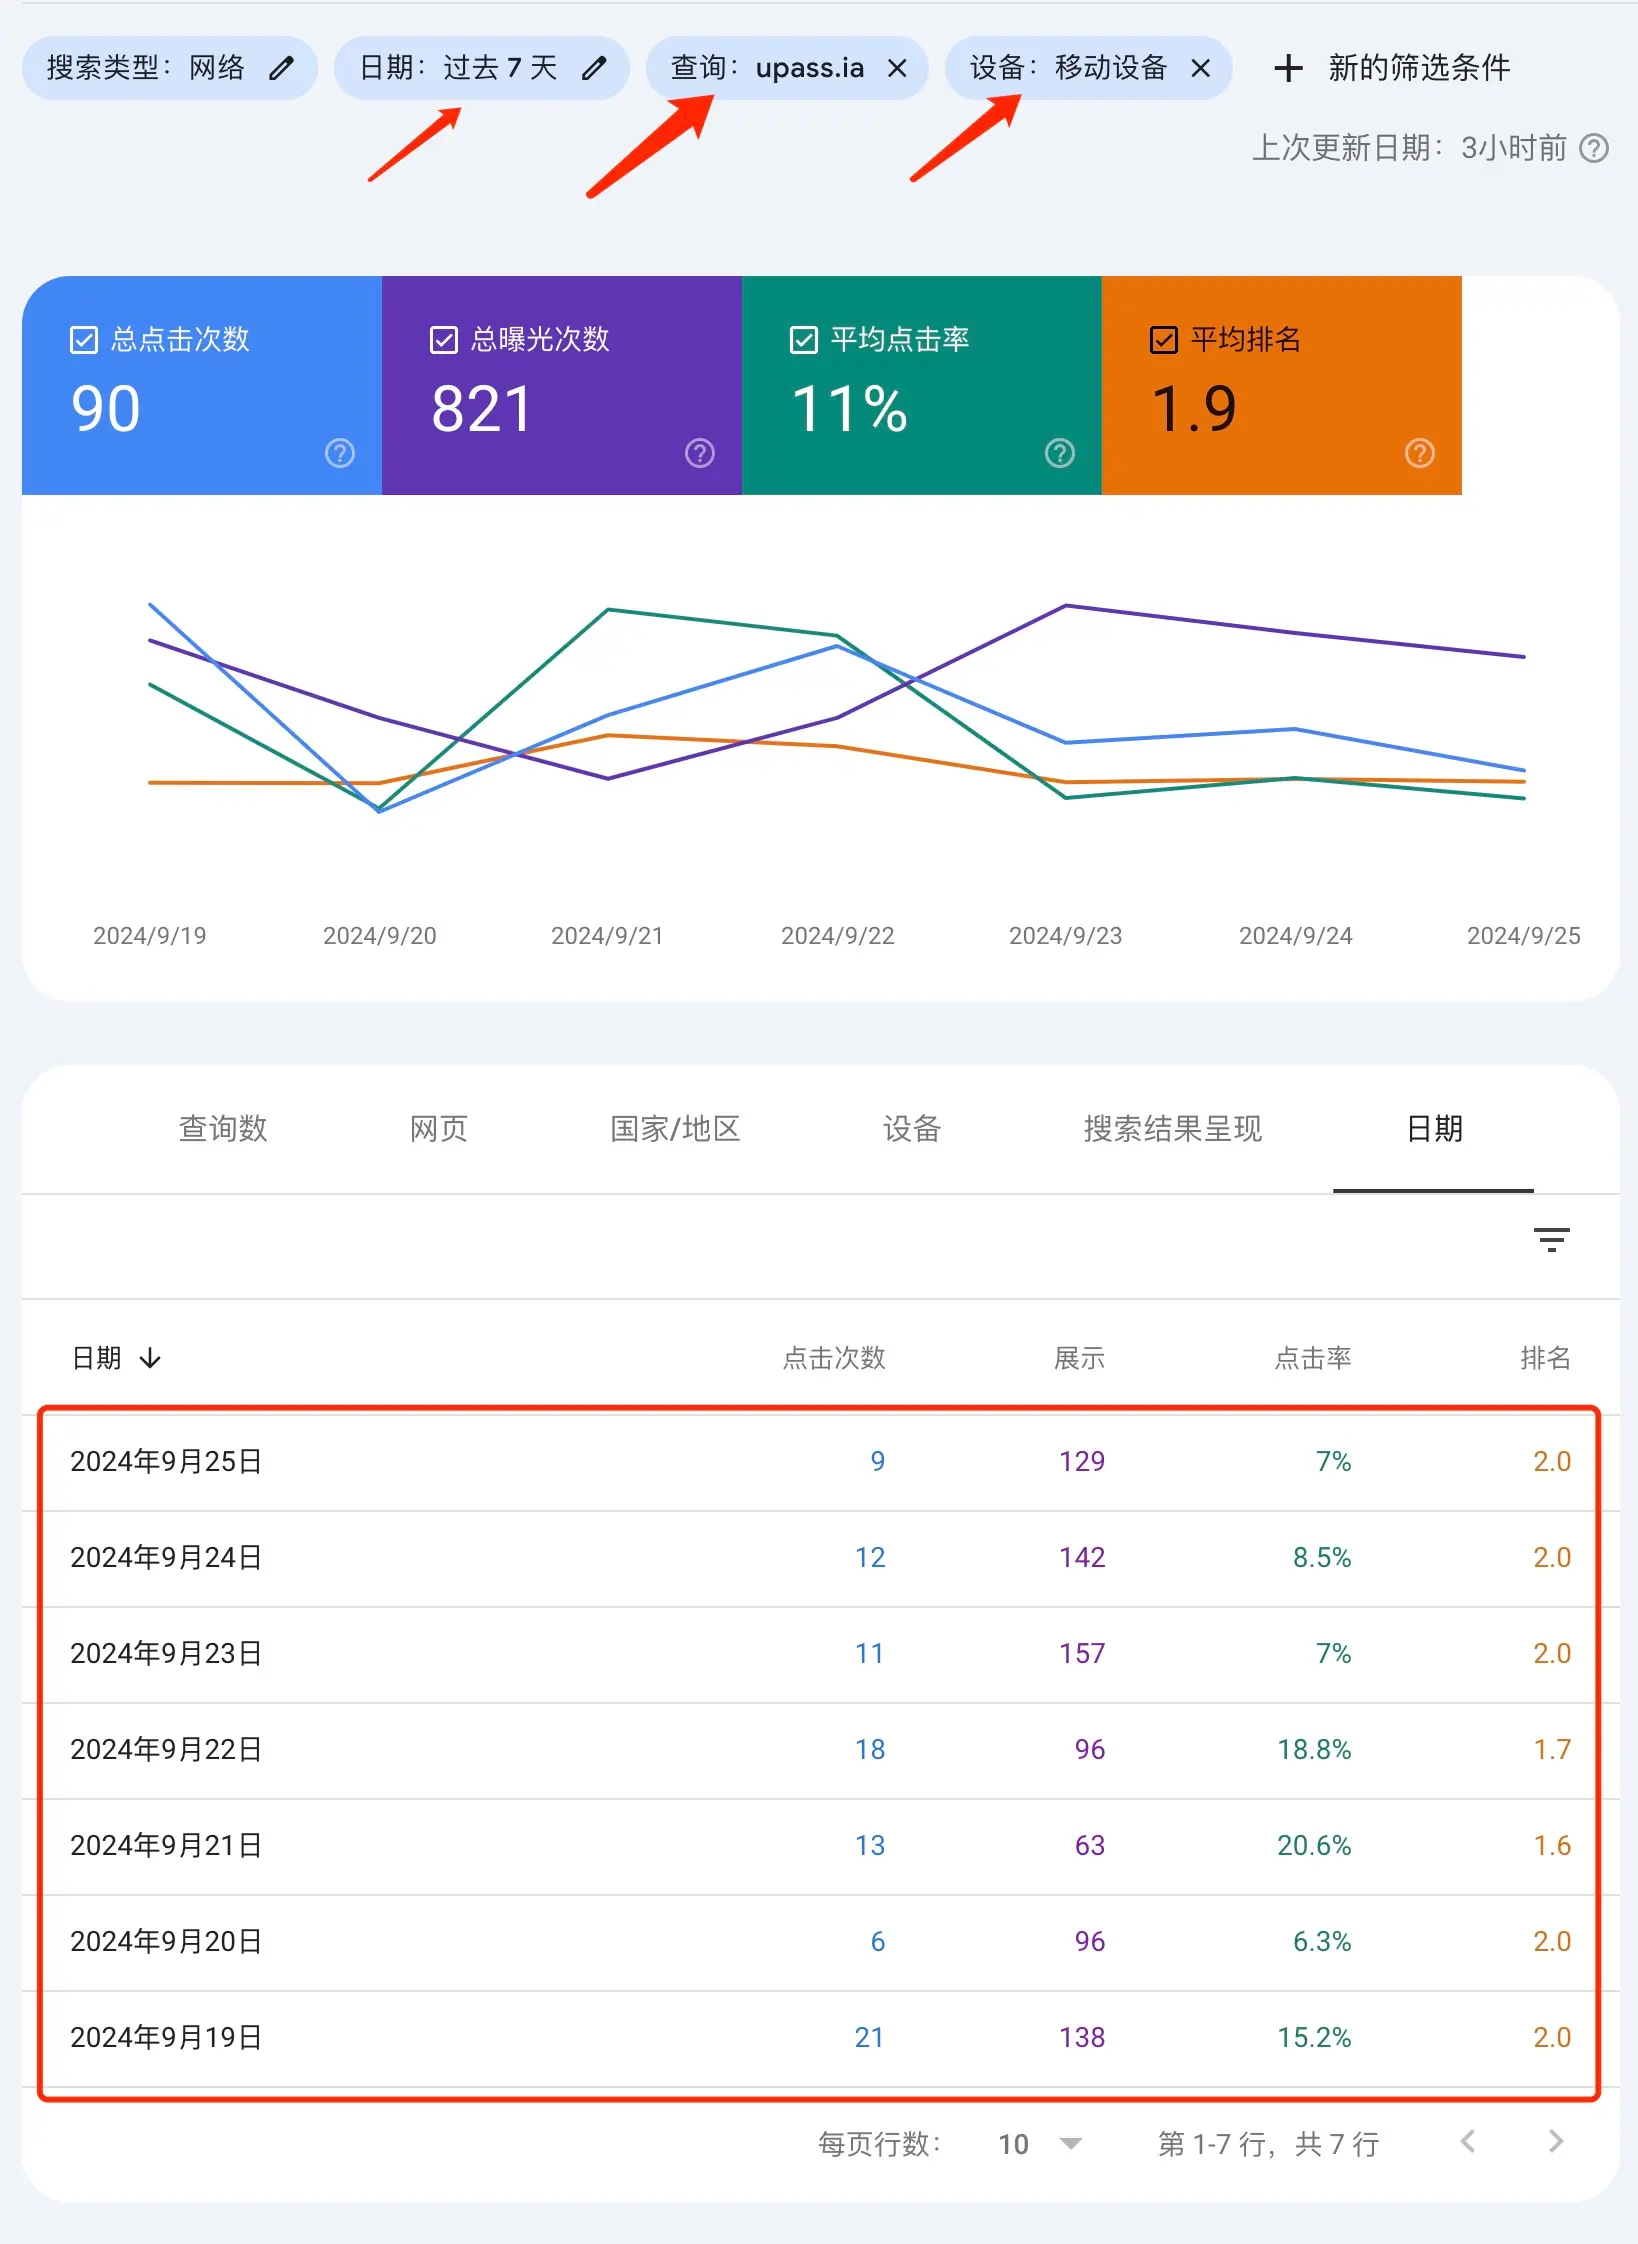 搜索类型：网络
日期：过去 7 天
查询：upass.ia
设备：移动设备
新的筛选条件
上次更新日期：3小时前
总点击次数
90
总曝光次数
821
平均点击率
11%
平均排名
1.9
2024/9/19 2024/9/20 2024/9/21 2024/9/22 2024/9/23 2024/9/24 2024/9/25
查询数 网页 国家/地区 设备 搜索结果呈现 日期
日期 点击次数 展示 点击率 排名
2024年9月25日 9 129 7% 2.0
2024年9月24日 12 142 8.5% 2.0
2024年9月23日 11 157 7% 2.0
2024年9月22日 18 96 18.8% 1.7
2024年9月21日 13 63 20.6% 1.6
2024年9月20日 6 96 6.3% 2.0
2024年9月19日 21 138 15.2% 2.0
每页行数： 10 第 1-7 行，共 7 行